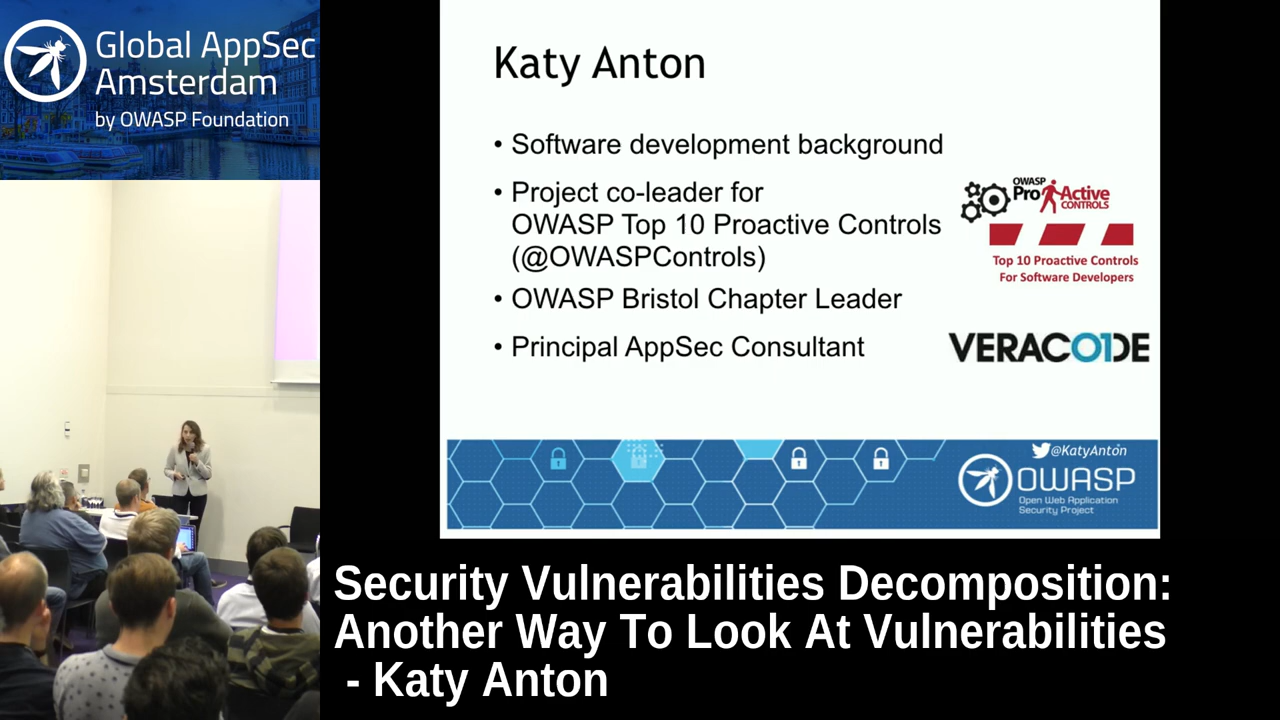 Global AppSec
Amsterdam
by OWASP Foundation
Katy Anton
• Software development background
• Project co-leader for
OWASP Top 10 Proactive Controls
(@OWASPControls)
• OWASP Bristol Chapter Leader
• Principal AppSec Consultant
OWASP
ProActive
CONTROLS
Top 10 Proactive Controls
For Software Developers
VERACODE
@KatyAnton
OWASP
Open Web Application
Security Project
Security Vulnerabilities Decomposition:
Another Way To Look At Vulnerabilities
- Katy Anton